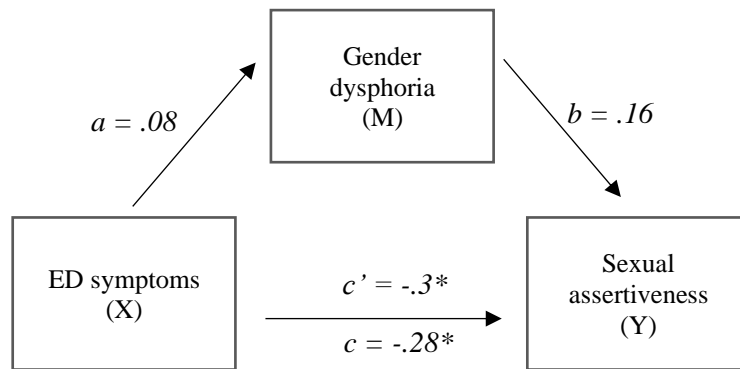 Gender
dysphoria
(M)
a = .08
b = .16
ED symptoms
(X)
c’ = -.3*
c = -.28*
Sexual
assertiveness
(Y)